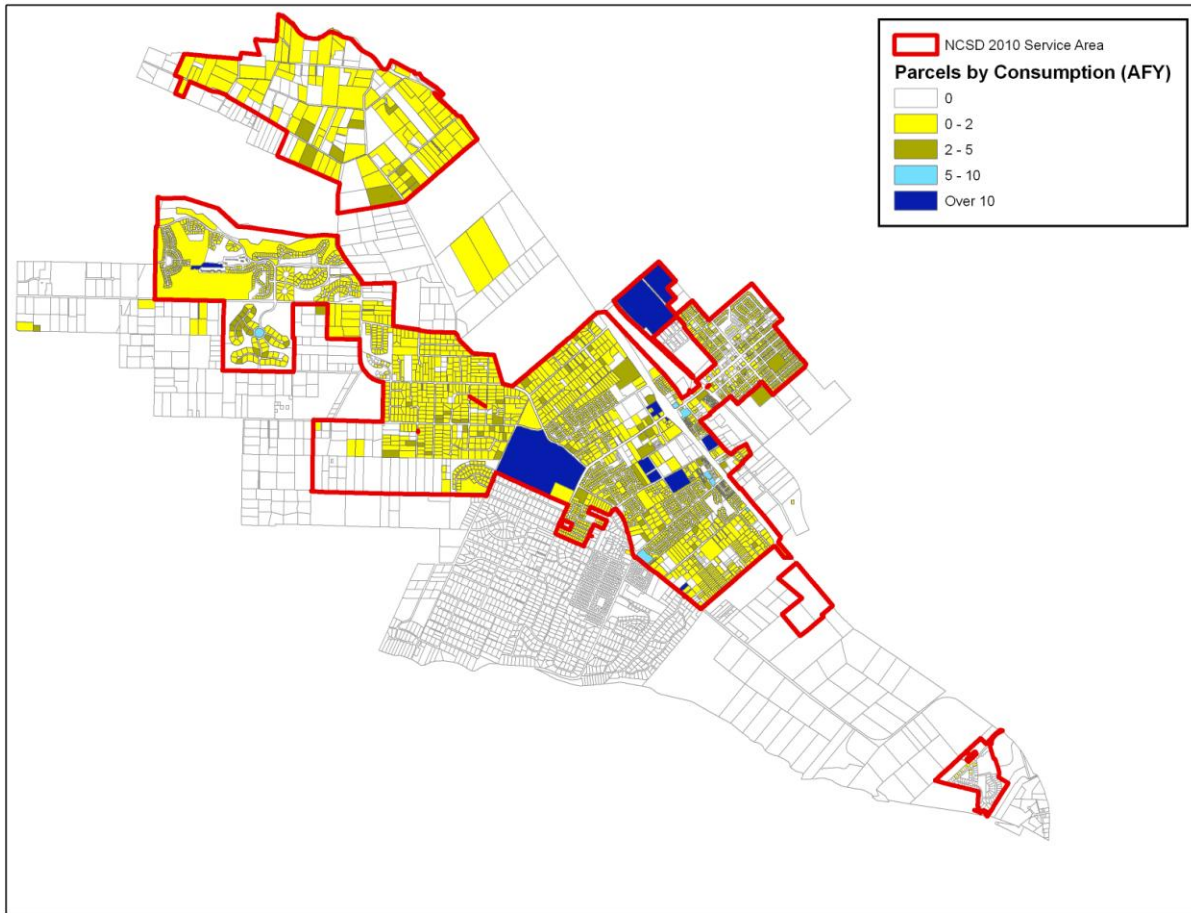 NCSD 2010 Service Area
Parcels by Consumption (AFY)
0
0 - 2
2 - 5
5 - 10
Over 10